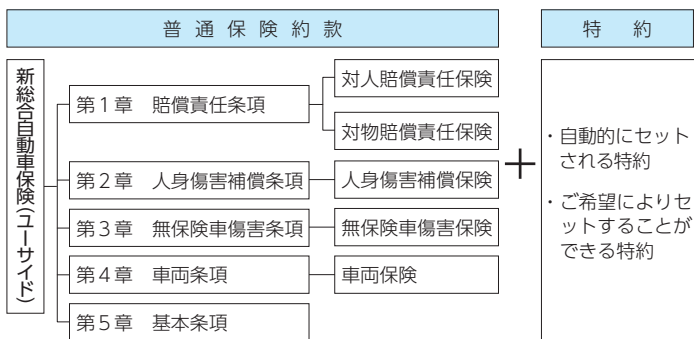 普通保険約款
特約
新総合自動車保険(ユーサイド)
第1章 賠償責任条項
対人賠償責任保険
対物賠償責任保険
第2章 人身傷害補償条項
人身傷害補償保険
第3章 無保険車傷害条項
無保険車傷害保険
第4章 車両条項
車両保険
第5章 基本条項
＋
・自動的にセット
される特約
・ご希望によりセ
ットすることが
できる特約